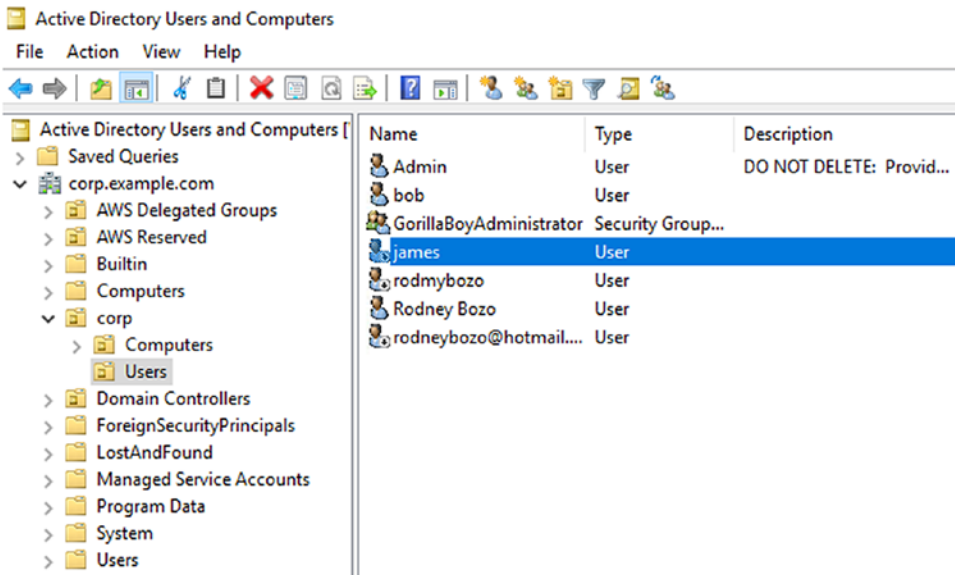 Active Directory Users and Computers
File Action View Help
Active Directory Users and Computers [
Saved Queries
corp.example.com
AWS Delegated Groups
AWS Reserved
Builtin
Computers
corp
Computers
Users
Domain Controllers
ForeignSecurityPrincipals
LostAndFound
Managed Service Accounts
Program Data
System
Users
Name Type Description
Admin User DO NOT DELETE: Provid...
bob User
GorillaBoyAdministrator Security Group...
james User
rodmybozo User
Rodney Bozo User
rodneybozo@hotmail.... User